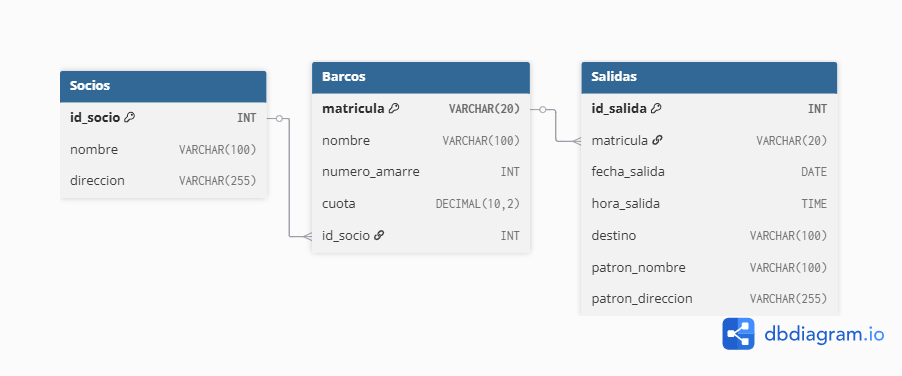 Socios
id_socio INT
nombre VARCHAR(100)
direccion VARCHAR(255)
Barcos
matricula VARCHAR(20)
nombre VARCHAR(100)
numero_amarre INT
cuota DECIMAL(10,2)
id_socio INT
Salidas
id_salida INT
matricula VARCHAR(20)
fecha_salida DATE
hora_salida TIME
destino VARCHAR(100)
patron_nombre VARCHAR(100)
patron_direccion VARCHAR(255)
dbdiagram.io